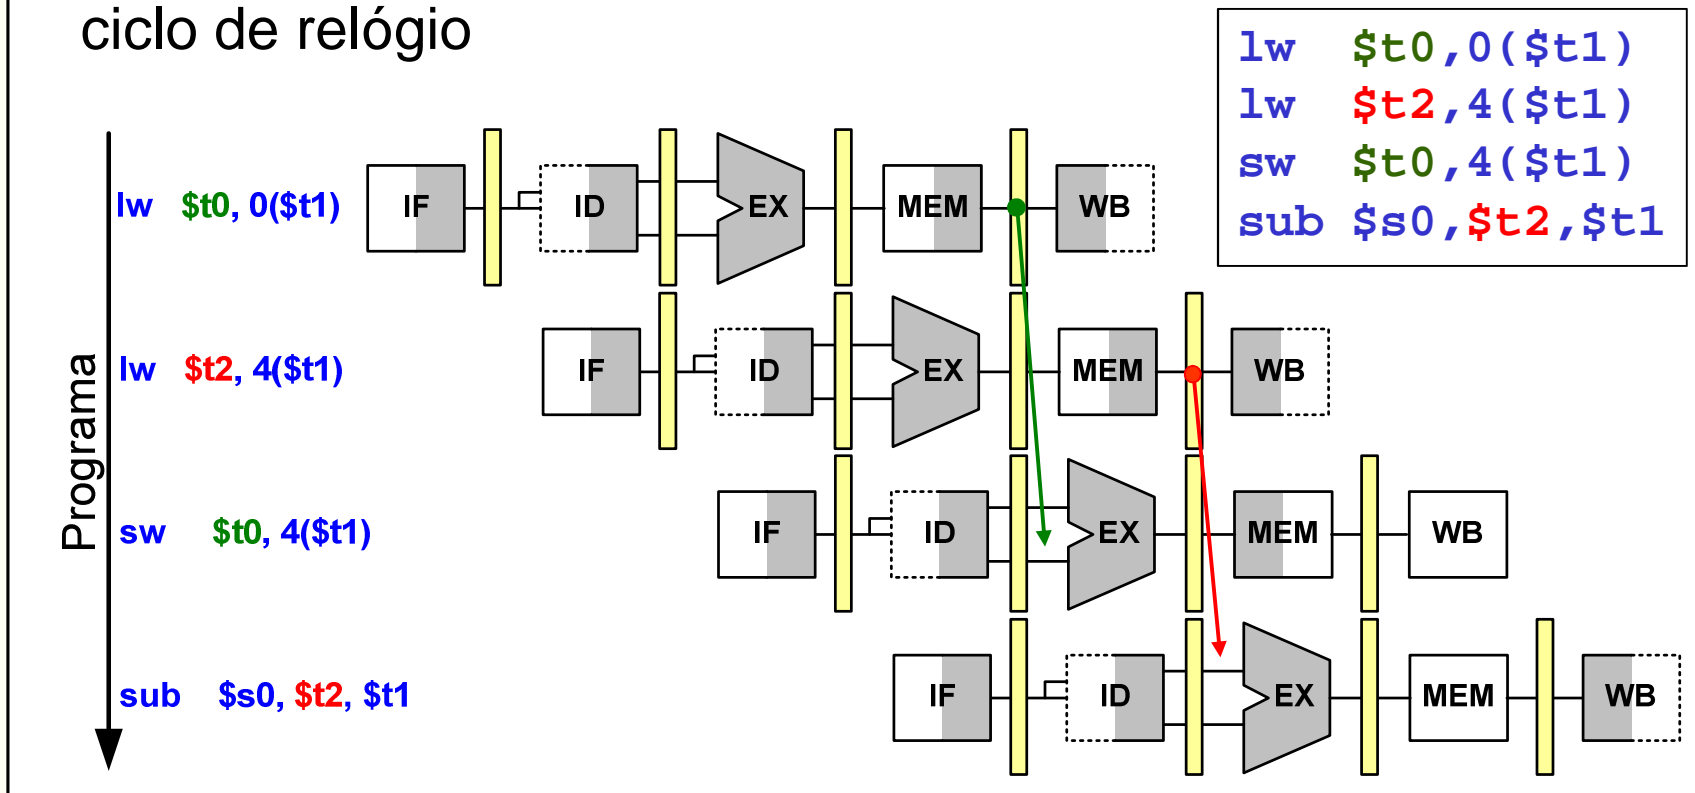 ciclo de relógio
lw $t0,0($t1)
lw $t2,4($t1)
sw $t0,4($t1)
sub $s0,$t2,$t1
Programa
lw $t0, 0($t1) IF ID EX MEM WB
lw $t2, 4($t1) IF ID EX MEM WB
sw $t0, 4($t1) IF ID EX MEM WB
sub $s0, $t2, $t1 IF ID EX MEM WB